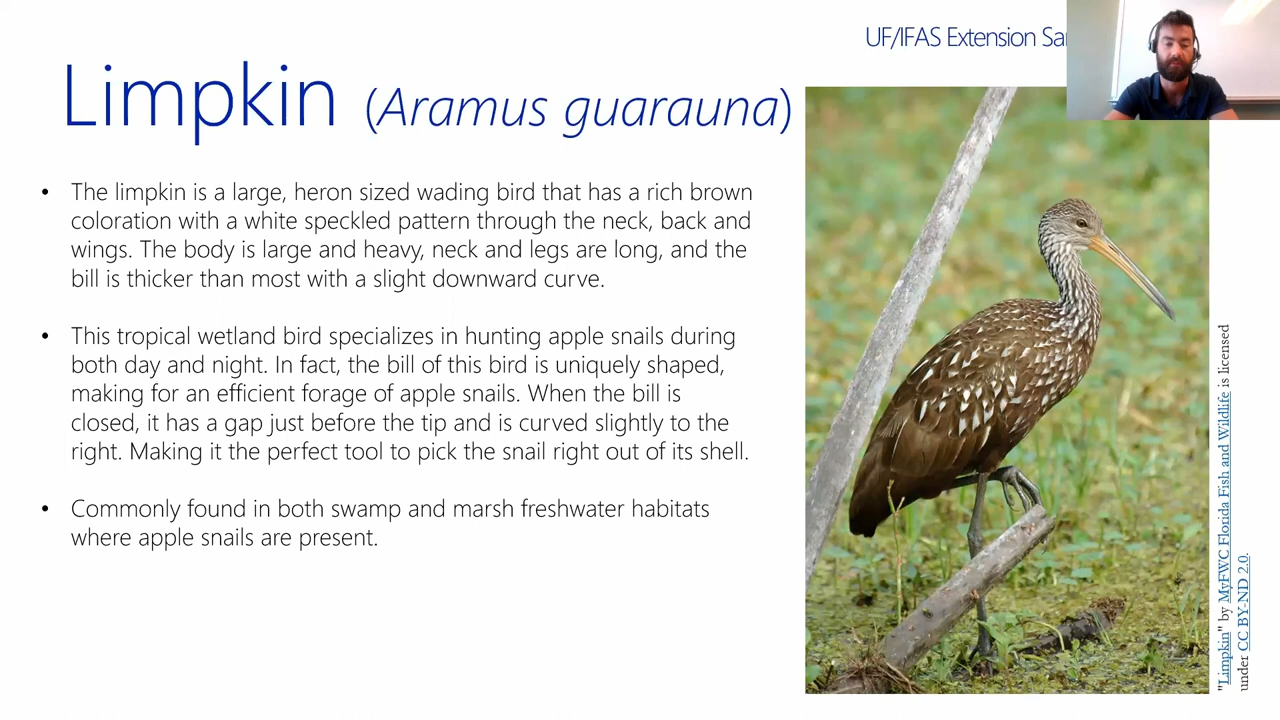 UF/IFAS Extension
Limpkin (Aramus guarauna)
• The limpkin is a large, heron sized wading bird that has a rich brown
coloration with a white speckled pattern through the neck, back and
wings. The body is large and heavy, neck and legs are long, and the
bill is thicker than most with a slight downward curve.
• This tropical wetland bird specializes in hunting apple snails during
both day and night. In fact, the bill of this bird is uniquely shaped,
making for an efficient forage of apple snails. When the bill is
closed, it has a gap just before the tip and is curved slightly to the
right. Making it the perfect tool to pick the snail right out of its shell.
• Commonly found in both swamp and marsh freshwater habitats
where apple snails are present.
"Limpkin" by MyFWC Florida Fish and Wildlife is licensed
under CC BY-ND 2.0.